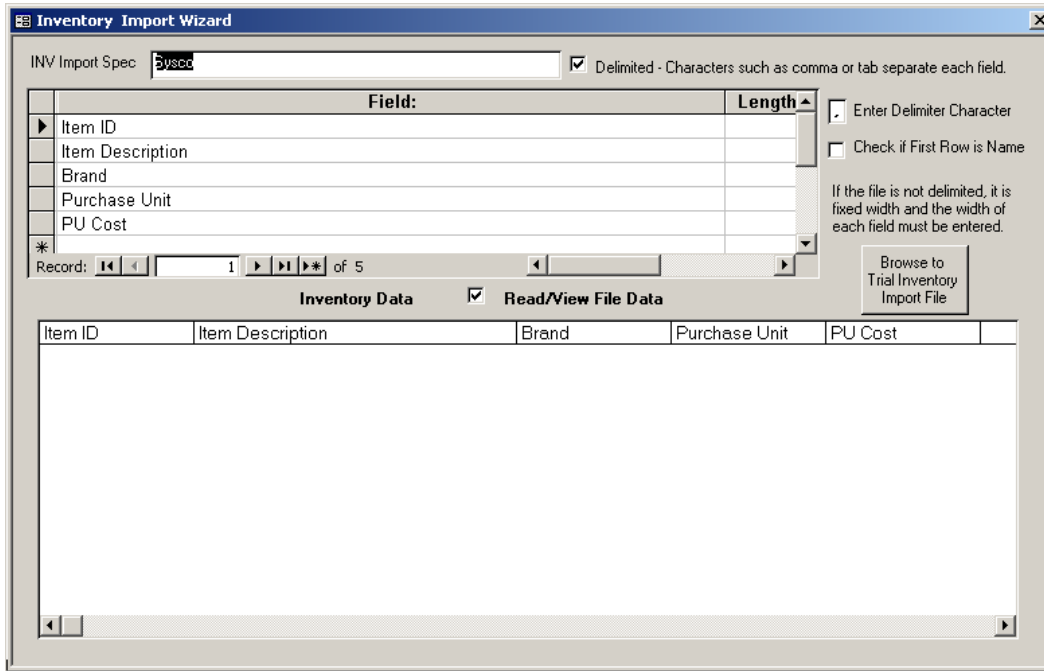 Inventory Import Wizard
INV Import Spec Sysco
Delimited - Characters such as comma or tab separate each field.
Field: Length
Item ID
Item Description
Brand
Purchase Unit
PU Cost
Record: 1 of 5
, Enter Delimiter Character
Check if First Row is Name
If the file is not delimited, it is
fixed width and the width of
each field must be entered.
Browse to
Trial Inventory
Import File
Inventory Data Read/View File Data
Item ID Item Description Brand Purchase Unit PU Cost